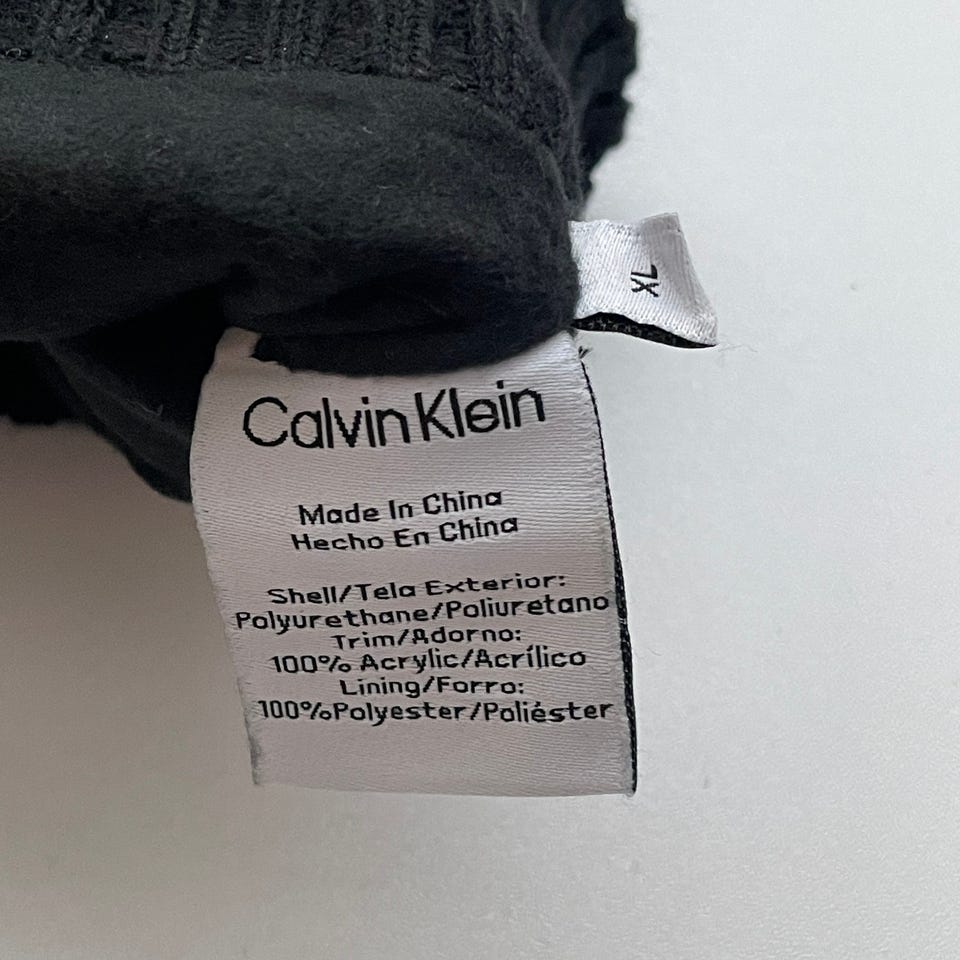 XL
Calvin Klein
Made In China
Hecho En China
Shell/Tela Exterior:
Polyurethane/Poliuretano
Trim/Adorno:
100% Acrylic/Acrílico
Lining/Forro:
100%Polyester/Poliéster